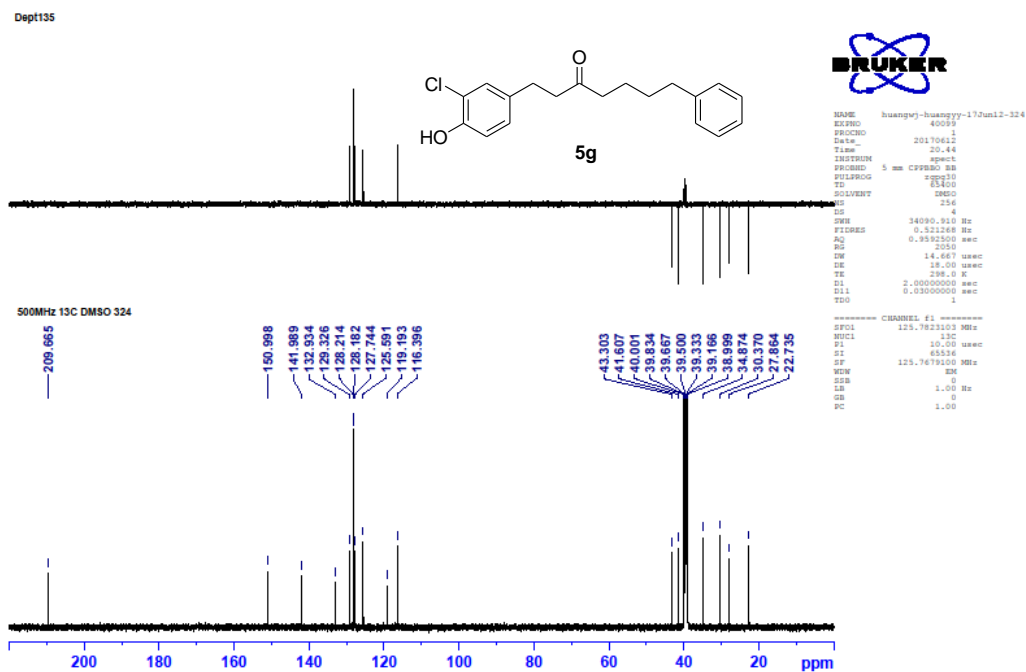 Dept135
O
Cl
HO
5g
BRUKER
NAME huangwj-huangyy-17Jun12-324
EXPNO 40099
PROCNO 1
Date_ 20170612
Time 20.44
INSTRUM spect
PROBHD 5 mm CPPBBO BB
PULPROG zgpg30
TD 65400
SOLVENT DMSO
NS 256
DS 4
SWH 34090.910 Hz
FIDRES 0.521268 Hz
AQ 0.9592500 sec
RG 2050
DW 14.667 usec
DE 18.00 usec
TE 298.0 K
D1 2.00000000 sec
D11 0.03000000 sec
TD0 1
======== CHANNEL f1 ========
SFO1 125.7823103 MHz
NUC1 13C
P1 10.00 usec
SI 65536
SF 125.7679100 MHz
WDW EM
SSB 0
LB 1.00 Hz
GB 0
PC 1.00
500MHz 13C DMSO 324
209.665
150.998
141.989
132.934
129.326
128.214
128.182
127.744
125.591
119.193
116.396
43.303
41.607
40.001
39.834
39.667
39.500
39.333
39.166
38.999
34.874
30.370
27.864
22.735
200 180 160 140 120 100 80 60 40 20 ppm